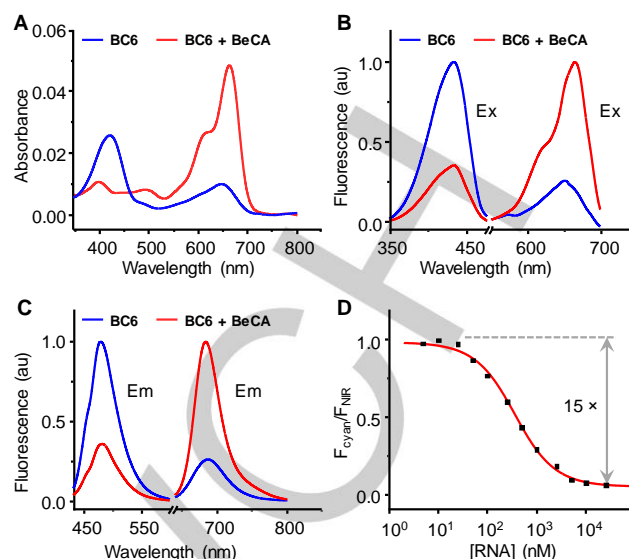 A
BC6 BC6 + BeCA
Absorbance
0.06
0.04
0.02
0.00
400 500 600 700 800
Wavelength (nm)
B
BC6 BC6 + BeCA
Fluorescence (au)
1.0
0.5
0.0
Ex Ex
350 430 600 700
Wavelength (nm)
C
BC6 BC6 + BeCA
Fluorescence (au)
1.0
0.5
0.0
Em Em
450 550 700 800
Wavelength (nm)
D
Fcyan/FNIR
1.0
0.5
0.0
15 ×
10⁰ 10¹ 10² 10³ 10⁴
[RNA] (nM)